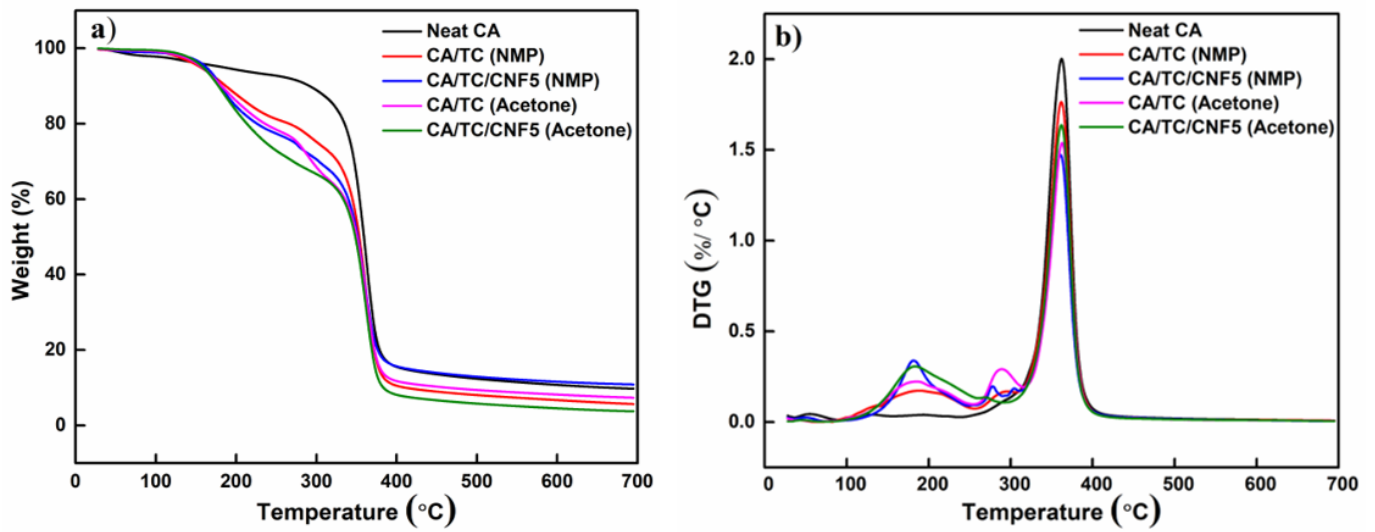 a)
Neat CA
CA/TC (NMP)
CA/TC/CNF5 (NMP)
CA/TC (Acetone)
CA/TC/CNF5 (Acetone)
100
80
60
40
20
0
Weight (%)
0 100 200 300 400 500 600 700
Temperature (°C)
b)
Neat CA
CA/TC (NMP)
CA/TC/CNF5 (NMP)
CA/TC (Acetone)
CA/TC/CNF5 (Acetone)
2.0
1.5
1.0
0.5
0.0
DTG (%/ °C)
0 100 200 300 400 500 600 700
Temperature (°C)